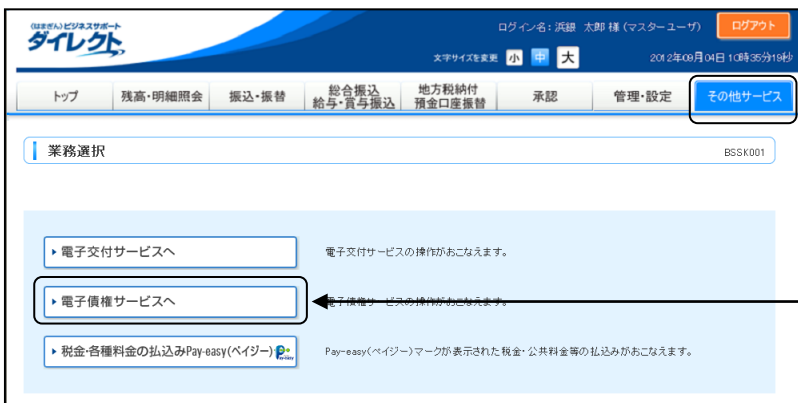 〈はまぎん〉ビジネスサポート
ダイレクト
ログイン名：浜銀 太郎 様 (マスターユーザ)
ログアウト
文字サイズを変更 小 中 大
2012年09月04日 10時35分19秒
トップ
残高・明細照会
振込・振替
総合振込
給与・賞与振込
地方税納付
預金口座振替
承認
管理・設定
その他サービス
業務選択
BSSK001
電子交付サービスへ
電子交付サービスの操作がおこなえます。
電子債権サービスへ
電子債権サービスの操作がおこなえます。
税金・各種料金の払込みPay-easy(ペイジー)
Pay-easy(ペイジー)マークが表示された税金・公共料金等の払込みがおこなえます。